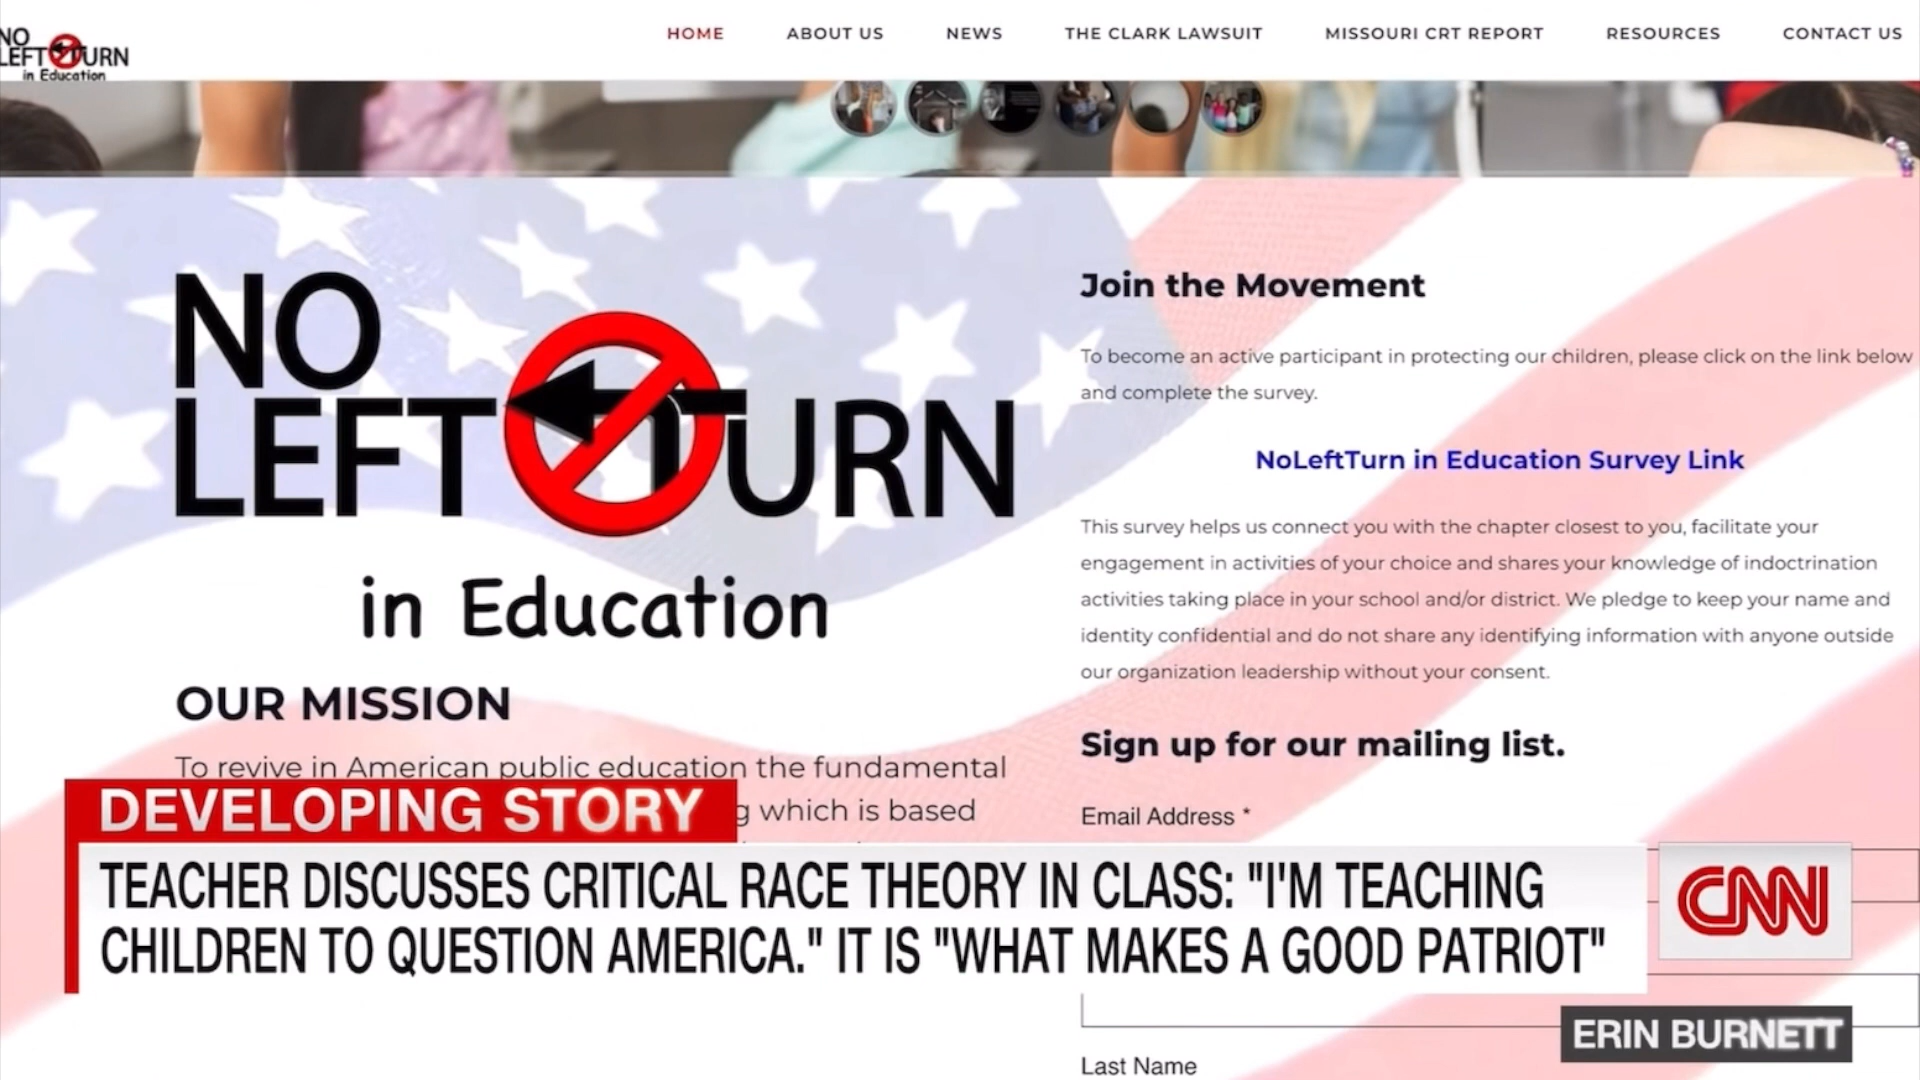 NO
LEFT TURN
in Education
HOME
ABOUT US
NEWS
THE CLARK LAWSUIT
MISSOURI CRT REPORT
RESOURCES
CONTACT US
NO
LEFT TURN
in Education
OUR MISSION
To revive in American public education the fundamental
which is based
Join the Movement
To become an active participant in protecting our children, please click on the link below
and complete the survey.
NoLeftTurn in Education Survey Link
This survey helps us connect you with the chapter closest to you, facilitate your
engagement in activities of your choice and shares your knowledge of indoctrination
activities taking place in your school and/or district. We pledge to keep your name and
identity confidential and do not share any identifying information with anyone outside
our organization leadership without your consent.
Sign up for our mailing list.
Email Address *
Last Name
DEVELOPING STORY
TEACHER DISCUSSES CRITICAL RACE THEORY IN CLASS: "I'M TEACHING
CHILDREN TO QUESTION AMERICA." IT IS "WHAT MAKES A GOOD PATRIOT"
CNN
ERIN BURNETT